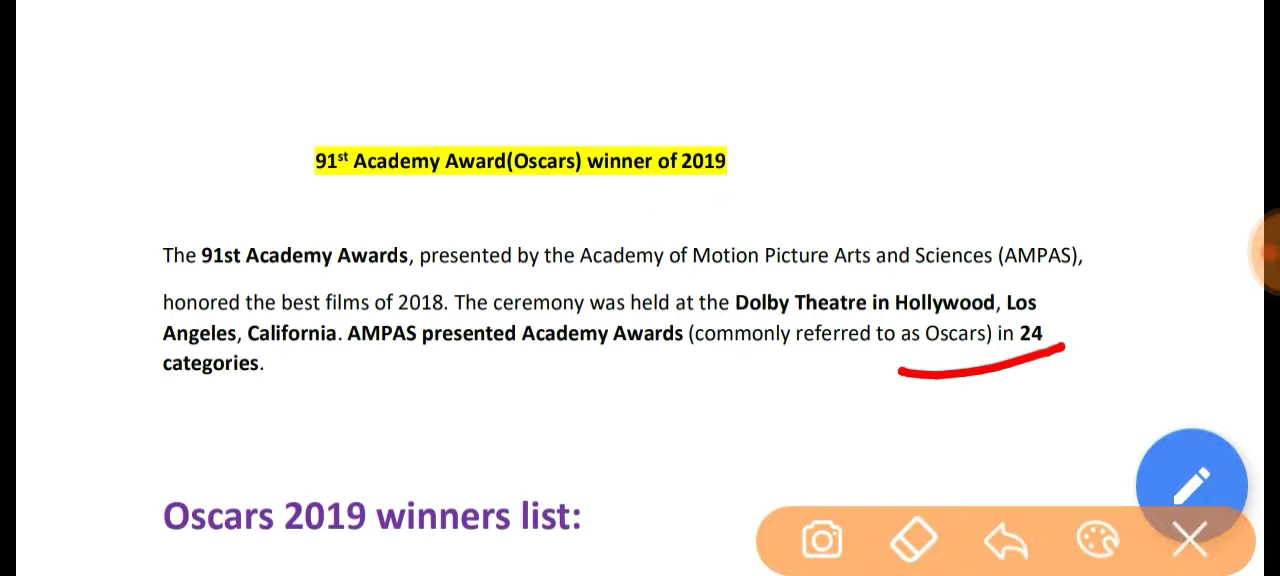 91st Academy Award(Oscars) winner of 2019
The 91st Academy Awards, presented by the Academy of Motion Picture Arts and Sciences (AMPAS),
honored the best films of 2018. The ceremony was held at the Dolby Theatre in Hollywood, Los
Angeles, California. AMPAS presented Academy Awards (commonly referred to as Oscars) in 24
categories.
Oscars 2019 winners list: